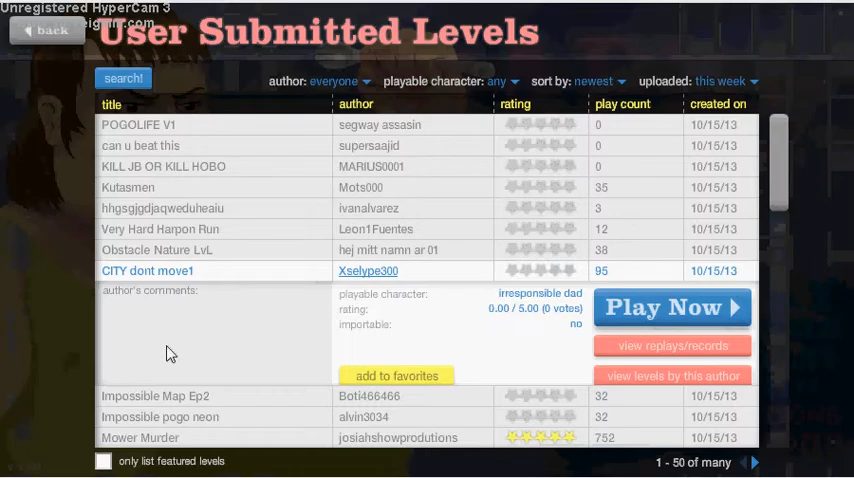 Unregistered HyperCam 3
back
User Submitted Levels
search!
author: everyone playable character: any sort by: newest uploaded: this week
title author rating play count created on
POGOLIFE V1 segway assasin 0 10/15/13
can u beat this supersaajid 0 10/15/13
KILL JB OR KILL HOBO MARIUS0001 0 10/15/13
Kutasmen Mots000 35 10/15/13
hhgsgjgdjaqweduheaiu ivanalvarez 3 10/15/13
Very Hard Harpon Run Leon1Fuentes 12 10/15/13
Obstacle Nature LvL hej mitt namn ar 01 38 10/15/13
CITY dont move1 Xselype300 95 10/15/13
author's comments:
playable character: irresponsible dad
rating: 0.00 / 5.00 (0 votes)
importable: no
Play Now
view replays/records
add to favorites
view levels by this author
Impossible Map Ep2 Boti466466 32 10/15/13
Impossible pogo neon alvin3034 32 10/15/13
Mower Murder josiahshowprodutions 752 10/15/13
only list featured levels
1 - 50 of many